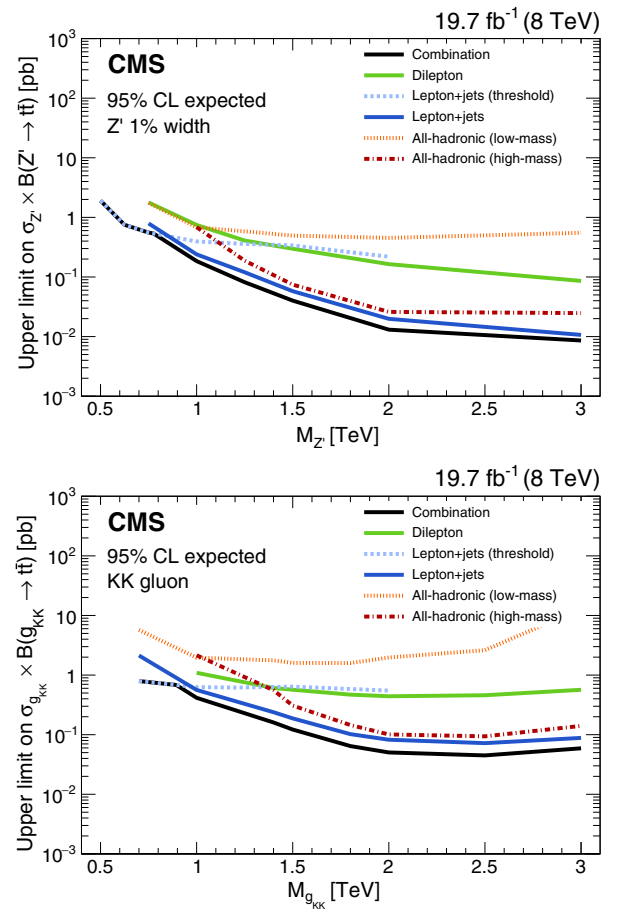 19.7 fb⁻¹ (8 TeV)
Upper limit on σ_Z' × B(Z' → tt̄) [pb]
10³
10²
10
1
10⁻¹
10⁻²
10⁻³
CMS
95% CL expected
Z' 1% width
Combination
Dilepton
Lepton+jets (threshold)
Lepton+jets
All-hadronic (low-mass)
All-hadronic (high-mass)
0.5 1 1.5 2 2.5 3
M_Z' [TeV]
19.7 fb⁻¹ (8 TeV)
Upper limit on σ_g_KK × B(g_KK → tt̄) [pb]
10³
10²
10
1
10⁻¹
10⁻²
10⁻³
CMS
95% CL expected
KK gluon
Combination
Dilepton
Lepton+jets (threshold)
Lepton+jets
All-hadronic (low-mass)
All-hadronic (high-mass)
0.5 1 1.5 2 2.5 3
M_g_KK [TeV]